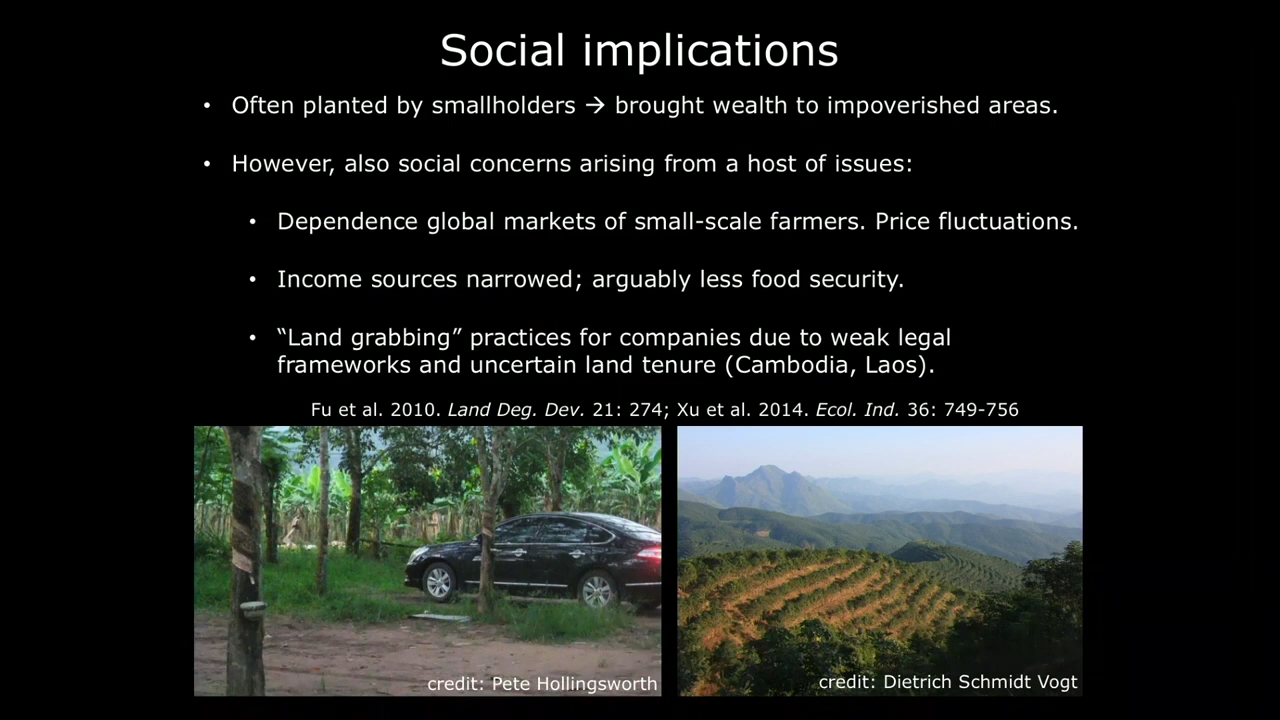 Social implications
• Often planted by smallholders → brought wealth to impoverished areas.
• However, also social concerns arising from a host of issues:
• Dependence global markets of small-scale farmers. Price fluctuations.
• Income sources narrowed; arguably less food security.
• “Land grabbing” practices for companies due to weak legal
frameworks and uncertain land tenure (Cambodia, Laos).
Fu et al. 2010. Land Deg. Dev. 21: 274; Xu et al. 2014. Ecol. Ind. 36: 749-756
credit: Pete Hollingsworth
credit: Dietrich Schmidt Vogt